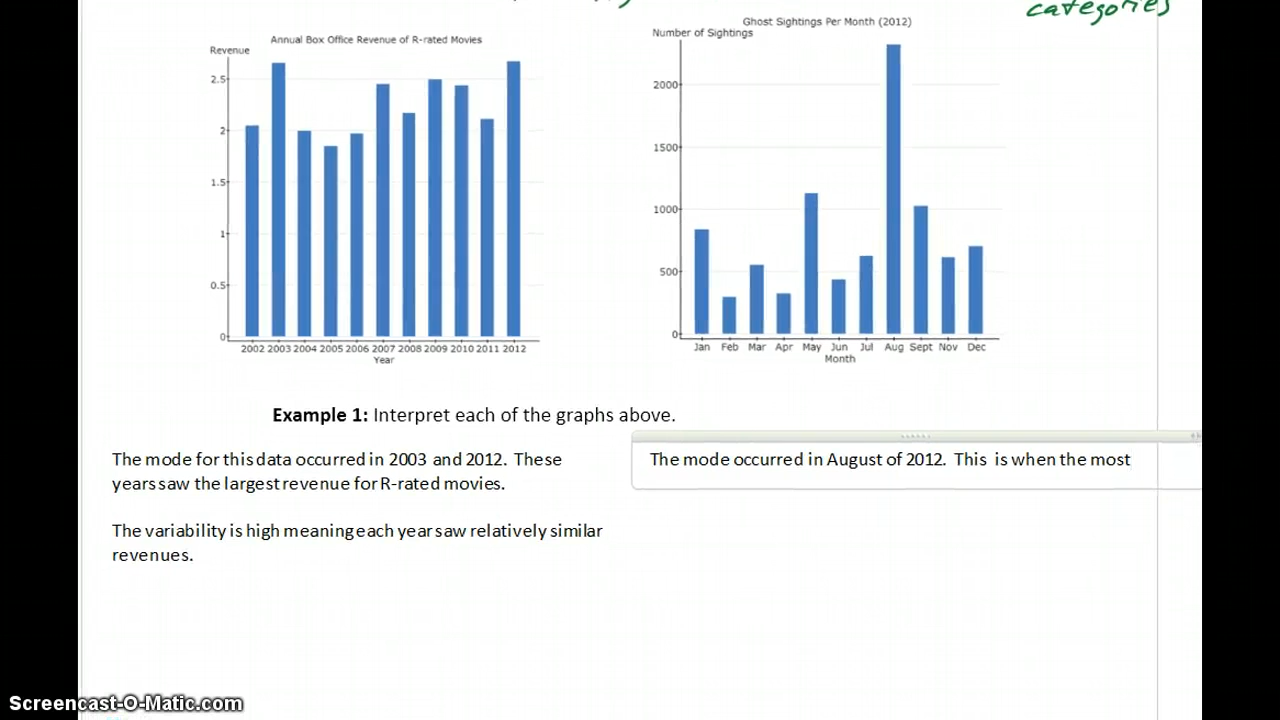 categories
Annual Box Office Revenue of R-rated Movies
Revenue
2.5
2
1.5
1
0.5
0
2002 2003 2004 2005 2006 2007 2008 2009 2010 2011 2012
Year
Ghost Sightings Per Month (2012)
Number of Sightings
2000
1500
1000
500
0
Jan Feb Mar Apr May Jun Jul Aug Sept Nov Dec
Month
Example 1: Interpret each of the graphs above.
The mode for this data occurred in 2003 and 2012. These
years saw the largest revenue for R-rated movies.
The variability is high meaning each year saw relatively similar
revenues.
The mode occurred in August of 2012. This is when the most
Screencast-O-Matic.com